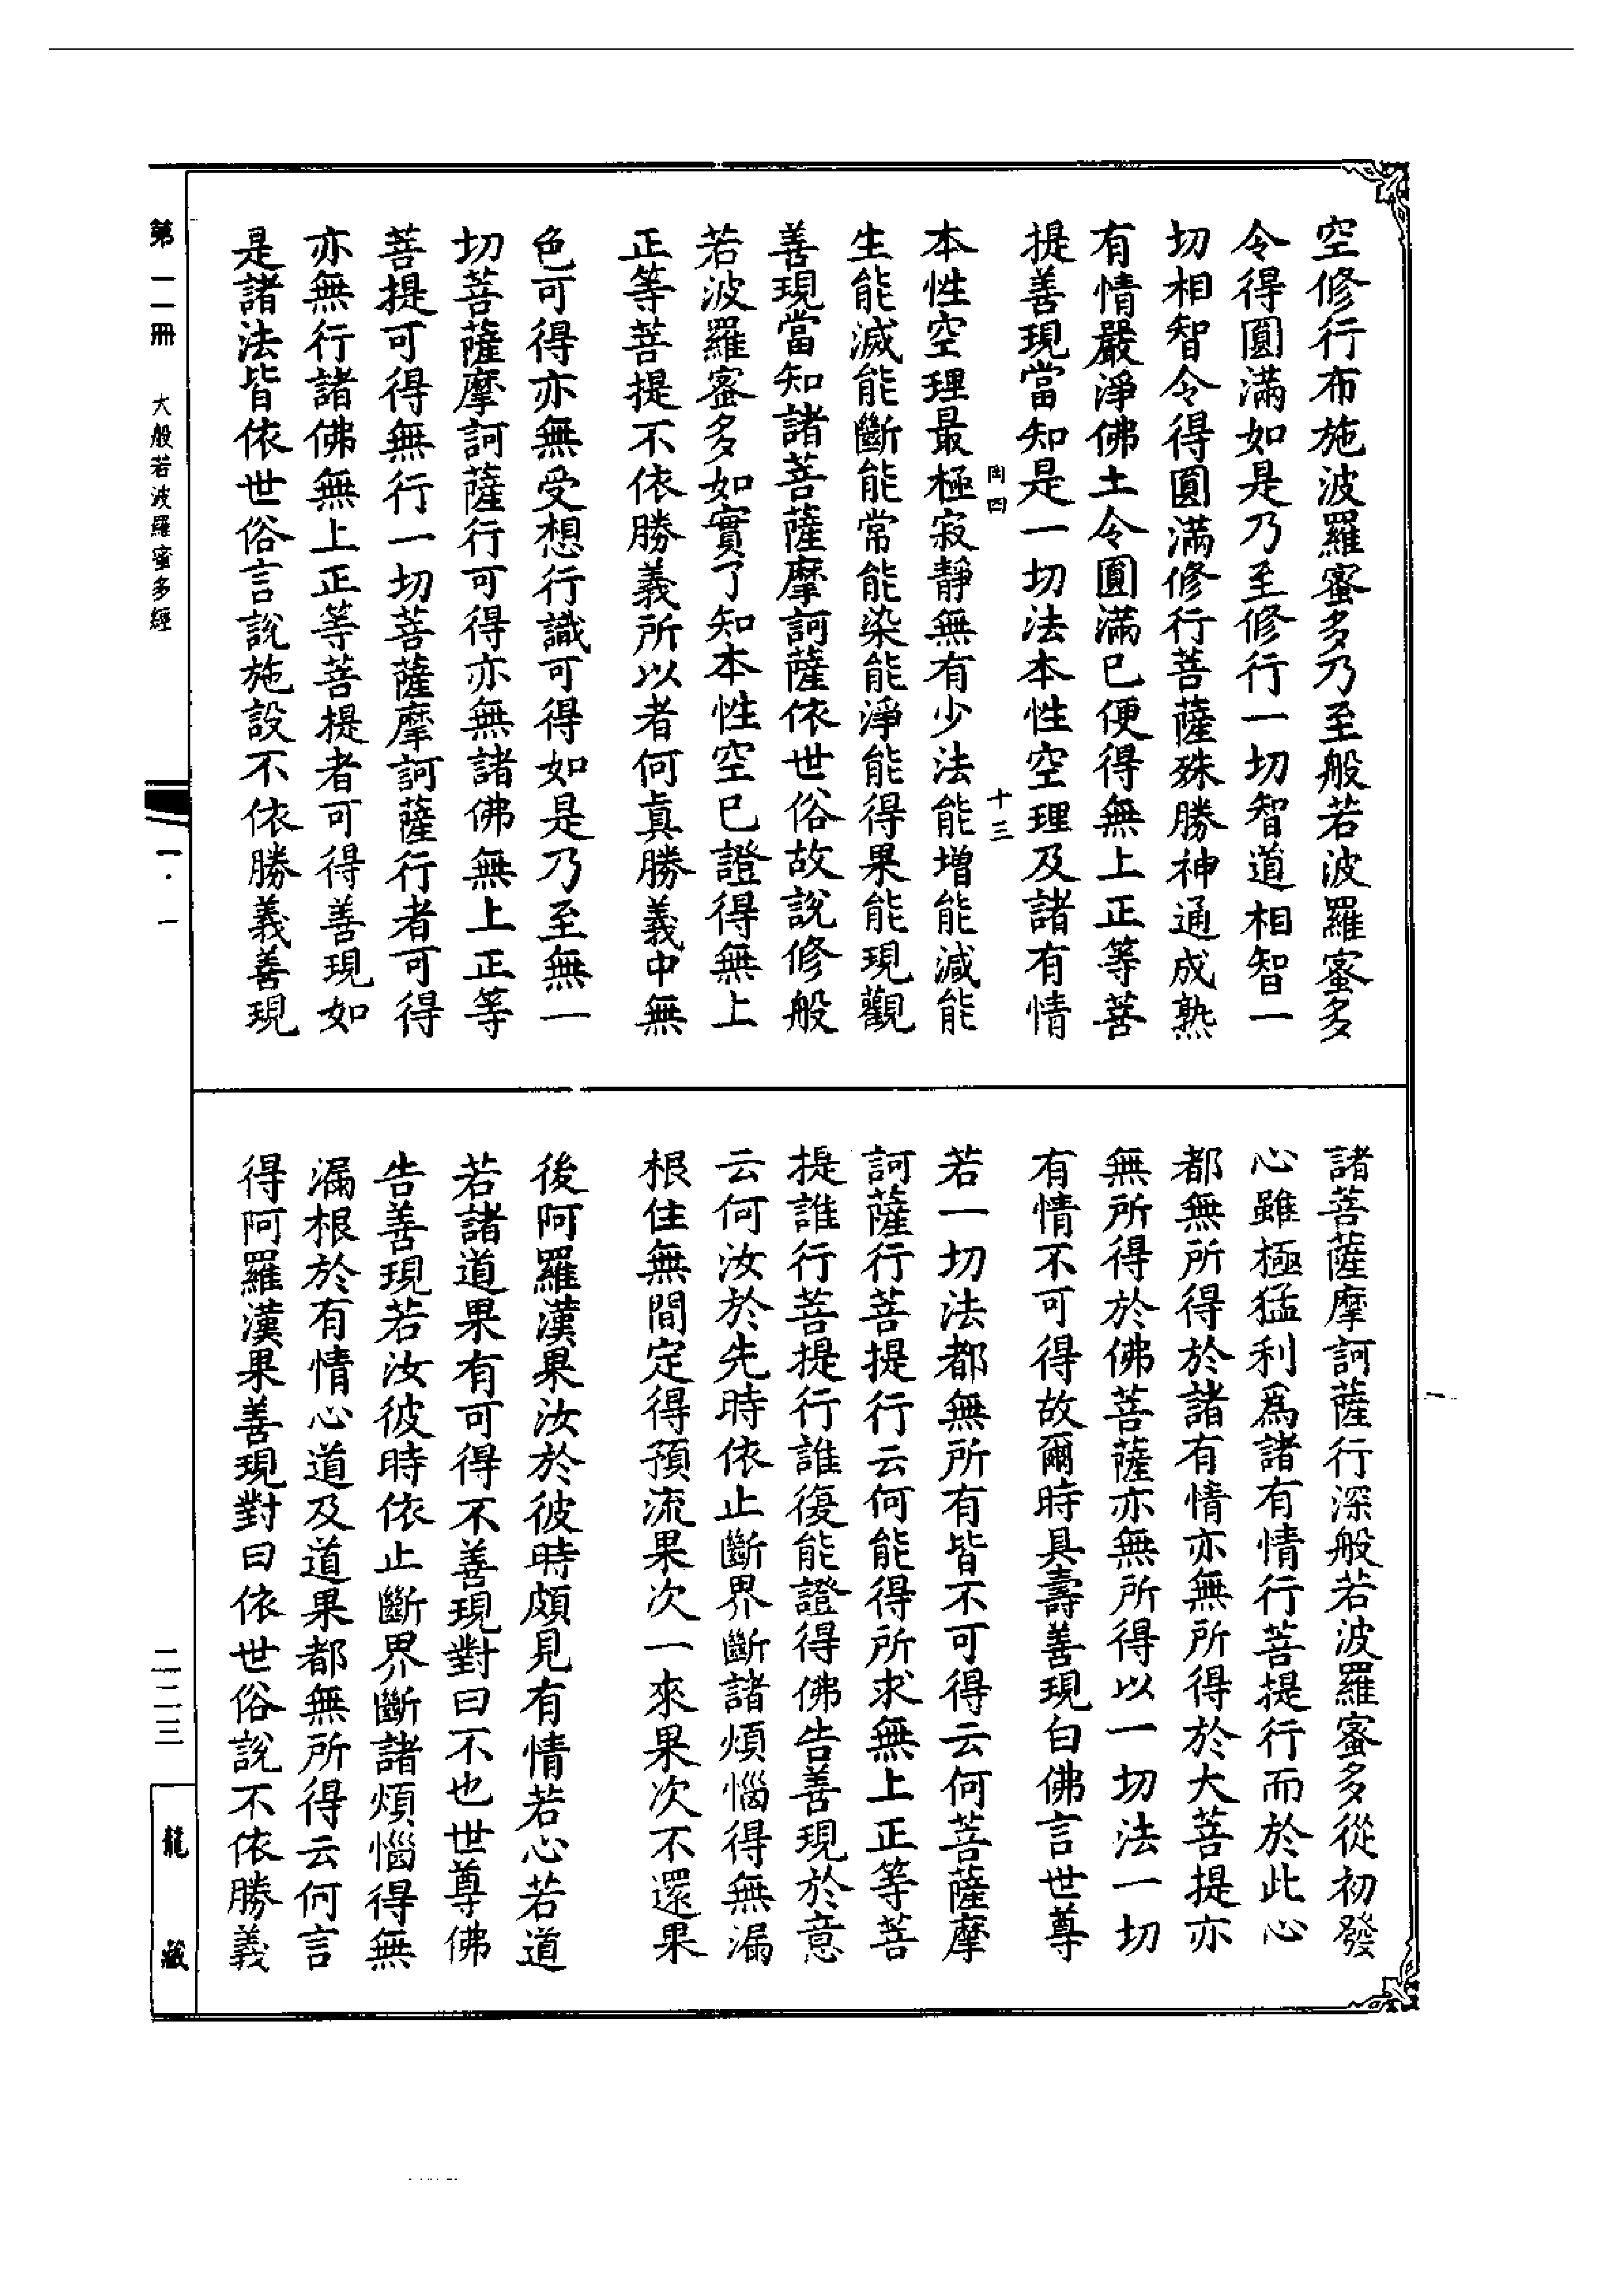 空修行布施波羅蜜多乃至般若波羅蜜多
令得圓滿如是乃至修行一切智道相智一
切相智令得圓滿修行菩薩殊勝神通成熟
有情嚴淨佛土令圓滿已便得無上正等菩
提善現當知是一切法本性空理及諸有情
十三
本性空理最極寂靜無有少法能增能減能
生能滅能斷能常能染能淨能得果能現觀
善現當知諸菩薩摩訶薩依世俗故說修般
若波羅蜜多如實了知本性空已證得無上
正等菩提不依勝義所以者何真勝義中無
色可得亦無受想行識可得如是乃至無一
切菩薩摩訶薩行可得亦無諸佛無上正等
菩提可得無行一切菩薩摩訶薩行者可得
亦無行諸佛無上正等菩提者可得善現如
是諸法皆依世俗言說施設不依勝義善現
諸菩薩摩訶薩行深般若波羅蜜多從初發
心雖極猛利爲諸有情行菩提行而於此心
都無所得於諸有情亦無所得於大菩提亦
無所得於佛菩薩亦無所得以一切法一切
有情不可得故爾時具壽善現白佛言世尊
若一切法都無所有皆不可得云何菩薩摩
訶薩行菩提行云何能得所求無上正等菩
提誰行菩提行誰復能證得佛告善現於意
云何汝於先時依止斷界斷諸煩惱得無漏
根住無間定得預流果次一來果次不還果
後阿羅漢果汝於彼時頗見有情若心若道
若諸道果有可得不善現對曰不也世尊佛
告善現若汝彼時依止斷界斷諸煩惱得無
漏根於有情心道及道果都無所得云何言
得阿羅漢果善現對曰依世俗說不依勝義
第一一冊 大般若波羅蜜多經
一·一
二二三
龍藏